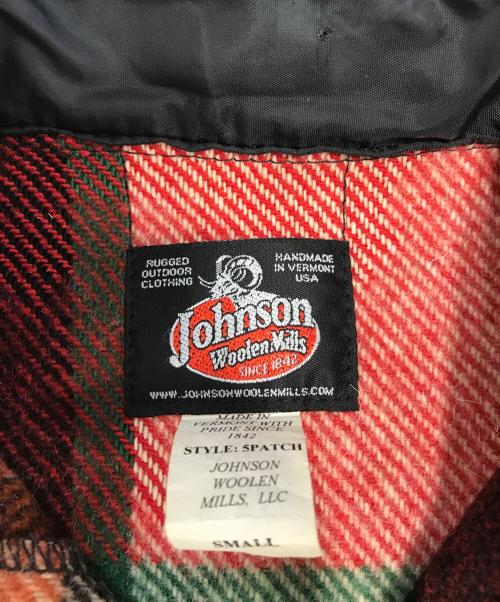 RUGGED
OUTDOOR
CLOTHING
HANDMADE
IN VERMONT
USA
Johnson
Woolen Mills
SINCE 1842
WWW.JOHNSONWOOLENMILLS.COM
MADE IN
VERMONT WITH
PRIDE SINCE
1842
STYLE: 5PATCH
JOHNSON
WOOLEN
MILLS, LLC
SMALL